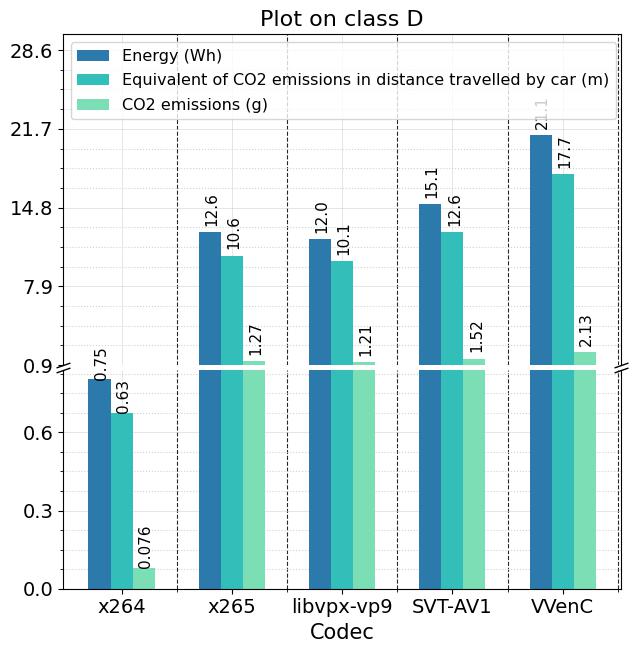 Plot on class D
Energy (Wh)
Equivalent of CO2 emissions in distance travelled by car (m)
CO2 emissions (g)
28.6
21.7
14.8
7.9
0.9
0.6
0.3
0.0
0.75
0.63
0.076
12.6
10.6
1.27
12.0
10.1
1.21
15.1
12.6
1.52
21.1
17.7
2.13
x264
x265
libvpx-vp9
SVT-AV1
VVenC
Codec